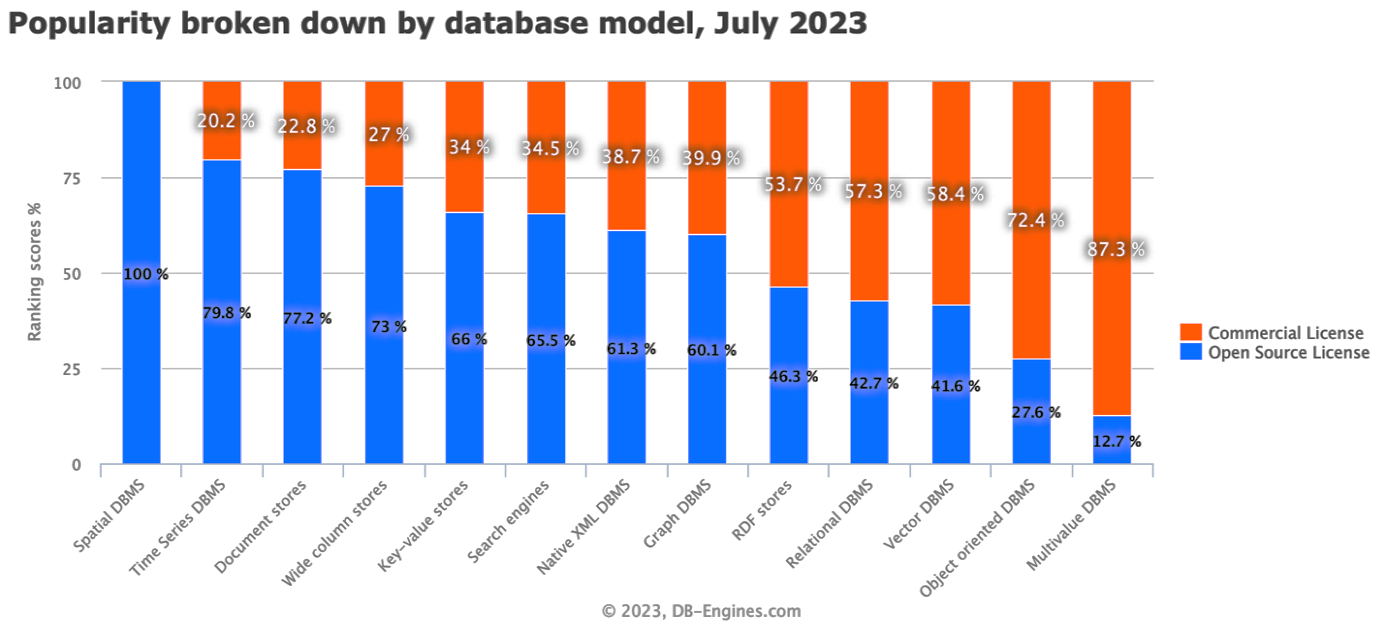 Popularity broken down by database model, July 2023
Ranking scores %
100
75
50
25
0
20.2 %
22.8 %
27 %
34 %
34.5 %
38.7 %
39.9 %
53.7 %
57.3 %
58.4 %
72.4 %
87.3 %
100 %
79.8 %
77.2 %
73 %
66 %
65.5 %
61.3 %
60.1 %
46.3 %
42.7 %
41.6 %
27.6 %
12.7 %
Commercial License
Open Source License
Spatial DBMS
Time Series DBMS
Document stores
Wide column stores
Key-value stores
Search engines
Native XML DBMS
Graph DBMS
RDF stores
Relational DBMS
Vector DBMS
Object oriented DBMS
Multivalue DBMS
© 2023, DB-Engines.com